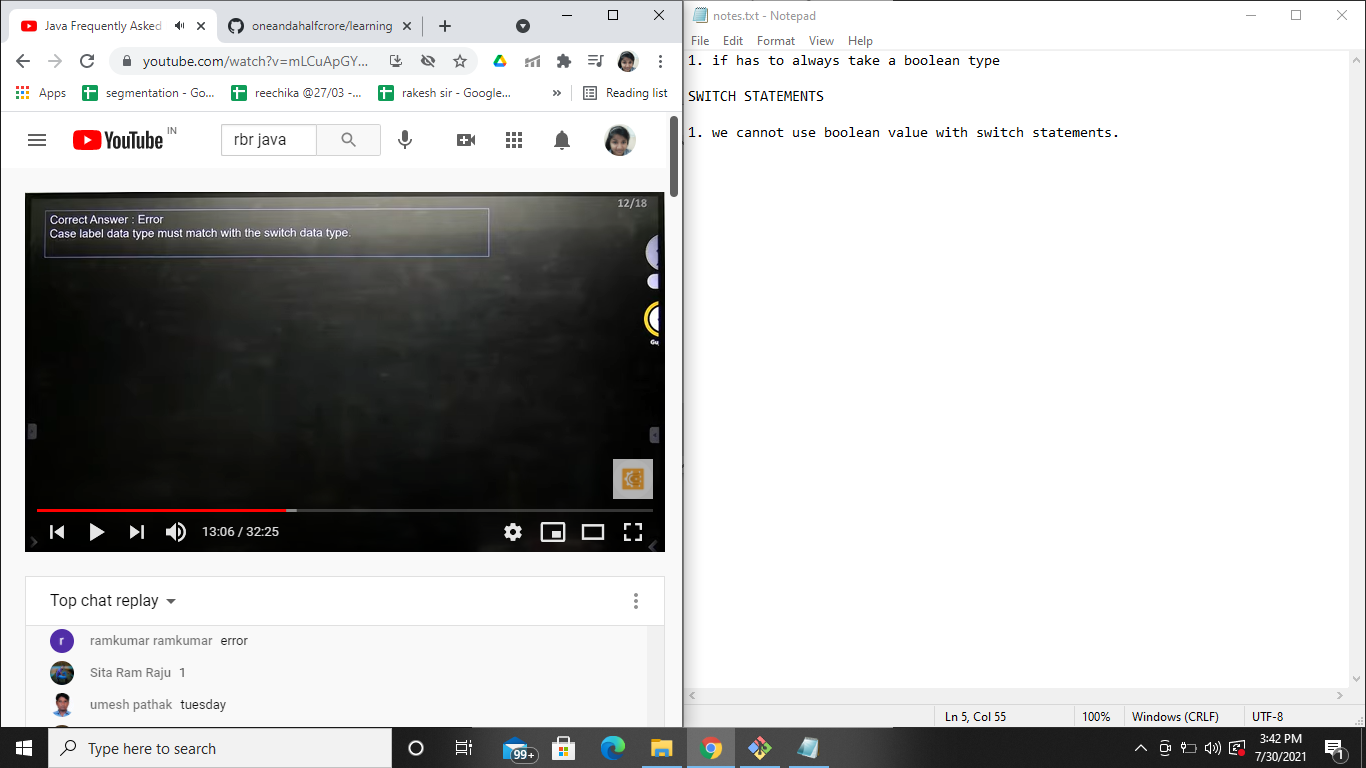 Java Frequently Asked
oneandahalfcrore/learning
youtube.com/watch?v=mLCuApGY...
Apps
segmentation - Go...
reechika @27/03 -...
rakesh sir - Google...
»
Reading list
YouTube IN
rbr java
12/18
Correct Answer : Error
Case label data type must match with the switch data type.
13:06 / 32:25
Top chat replay
r
ramkumar ramkumar error
Sita Ram Raju 1
umesh pathak tuesday
notes.txt - Notepad
File Edit Format View Help
1. if has to always take a boolean type
SWITCH STATEMENTS
1. we cannot use boolean value with switch statements.
Ln 5, Col 55
100%
Windows (CRLF)
UTF-8
Type here to search
99+
3:42 PM
7/30/2021
1